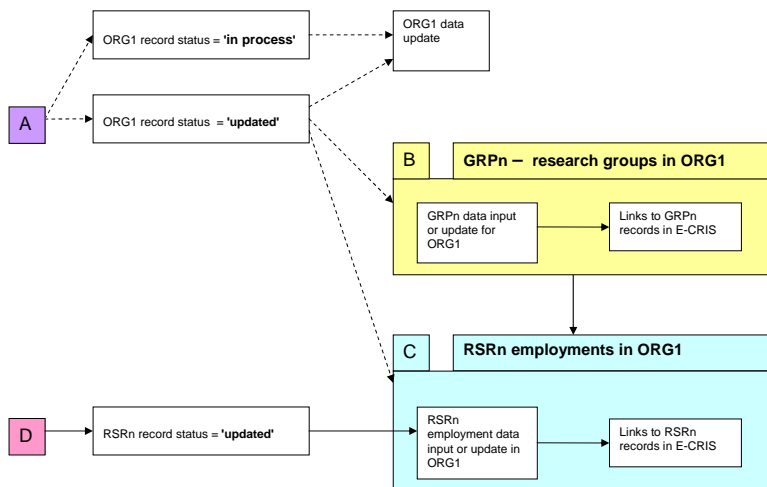 ORG1 record status = 'in process'
ORG1 data
update
A
ORG1 record status  = 'updated'
B
GRPn – research groups in ORG1
GRPn data input
or update for
ORG1
Links to GRPn
records in E-CRIS
C
RSRn employments in ORG1
D
RSRn record status = 'updated'
RSRn
employment data
input or update in
ORG1
Links to RSRn
records in E-CRIS